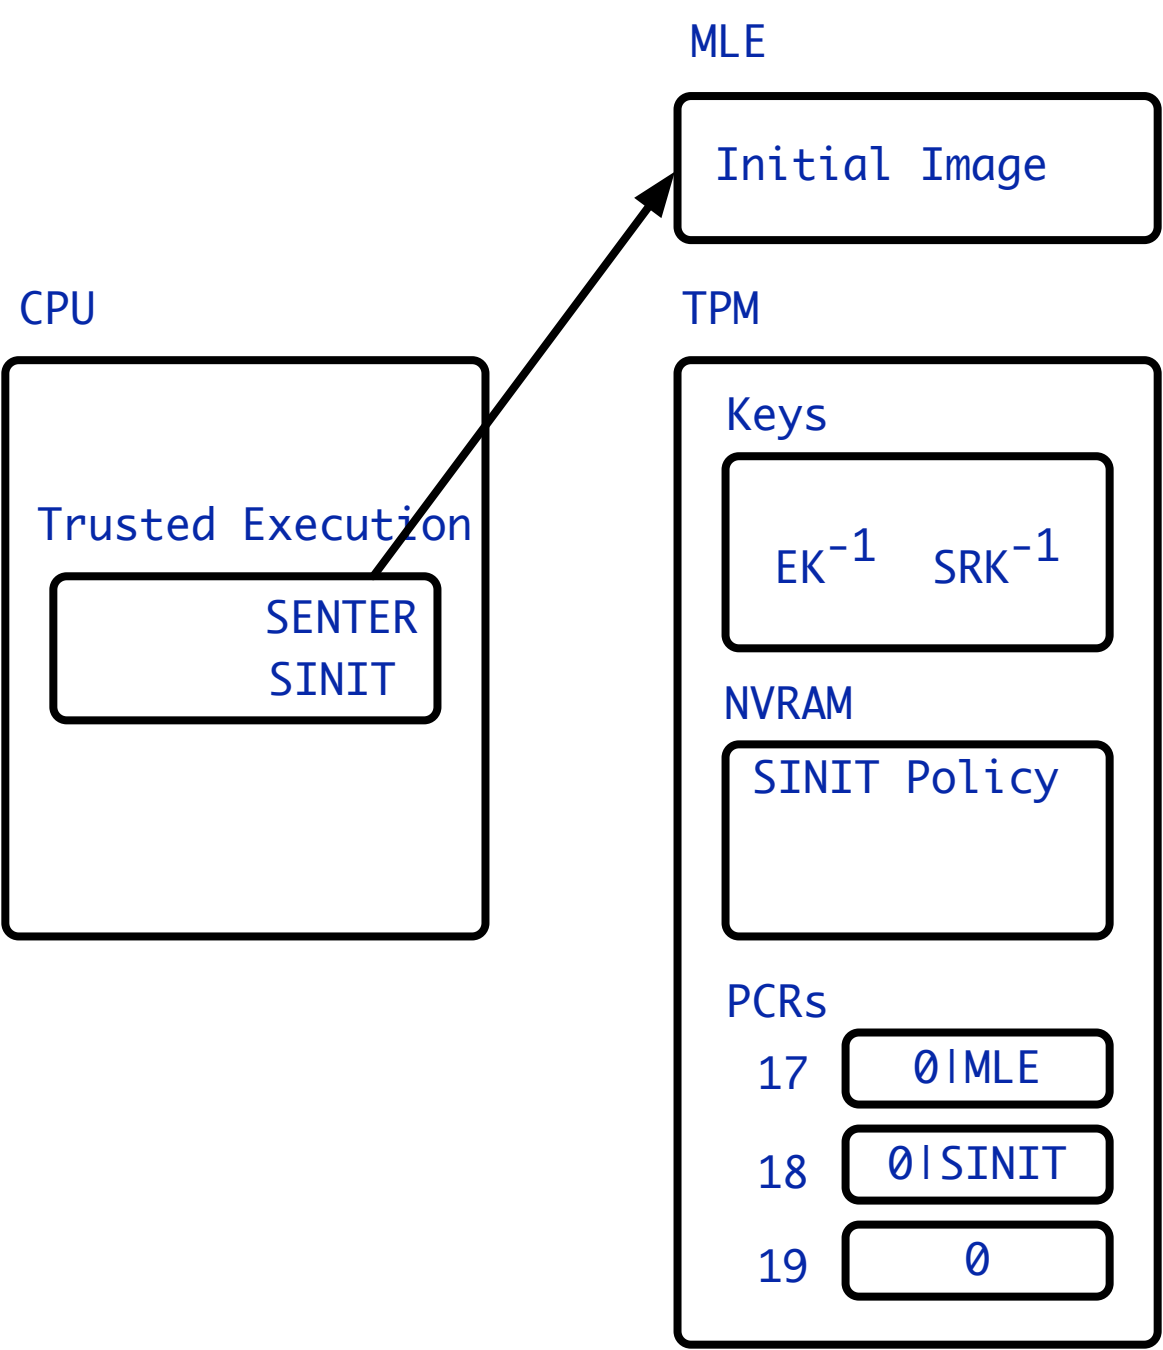 MLE
Initial Image
CPU
Trusted Execution
SENTER
SINIT
TPM
Keys
EK⁻¹ SRK⁻¹
NVRAM
SINIT Policy
PCRs
17 0|MLE
18 0|SINIT
19 0